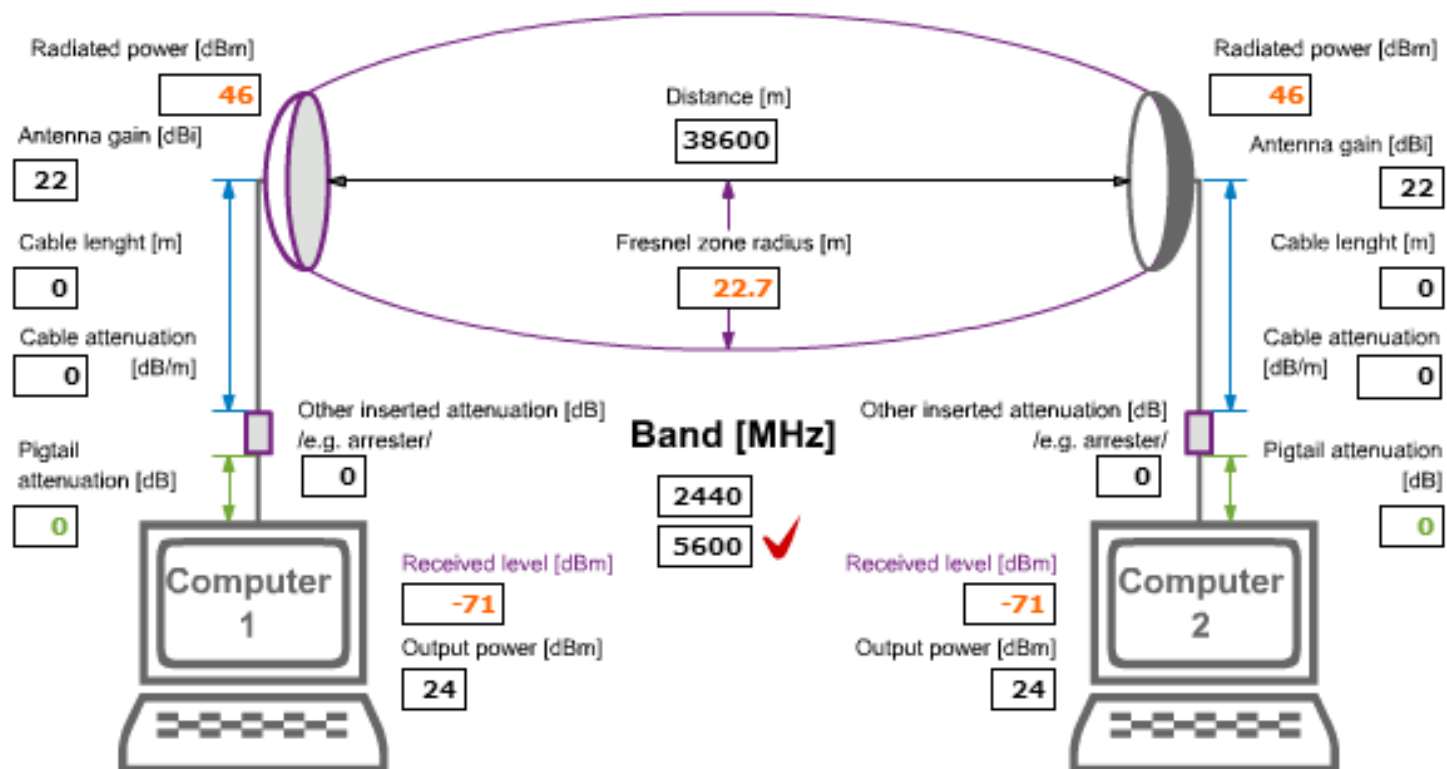 Radiated power [dBm]
46
Antenna gain [dBi]
22
Cable lenght [m]
0
Cable attenuation
[dB/m]
0
Pigtail
attenuation [dB]
0
Other inserted attenuation [dB]
/e.g. arrester/
0
Computer
1
Received level [dBm]
-71
Output power [dBm]
24
Distance [m]
38600
Fresnel zone radius [m]
22.7
Band [MHz]
2440
5600
Radiated power [dBm]
46
Antenna gain [dBi]
22
Cable lenght [m]
0
Cable attenuation
[dB/m]
0
Other inserted attenuation [dB]
/e.g. arrester/
0
Pigtail attenuation
[dB]
0
Received level [dBm]
-71
Output power [dBm]
24
Computer
2